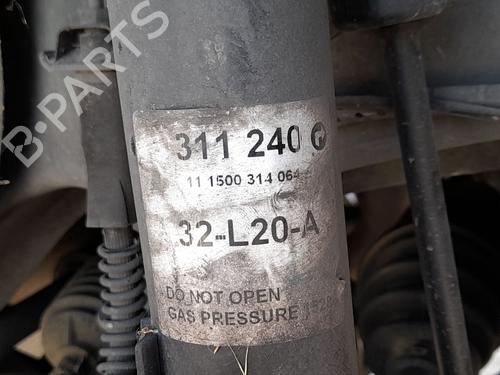 311 240 G
11 1500 314 064
32-L20-A
DO NOT OPEN
GAS PRESSURE
B-PARTS